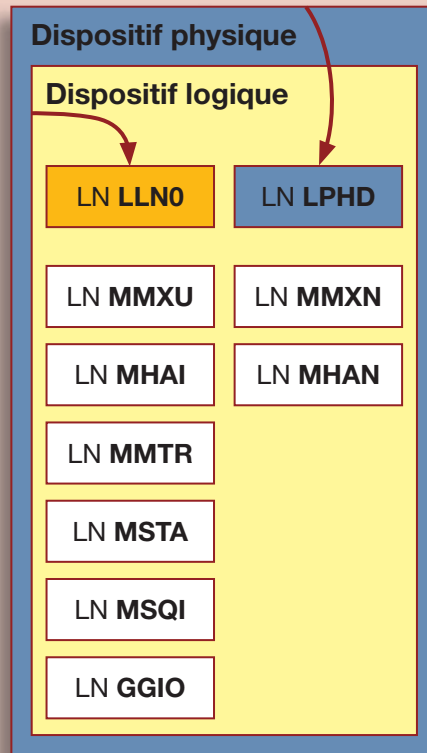 Dispositif physique
Dispositif logique
LN LLN0
LN LPHD
LN MMXU
LN MMXN
LN MHAI
LN MHAN
LN MMTR
LN MSTA
LN MSQI
LN GGIO